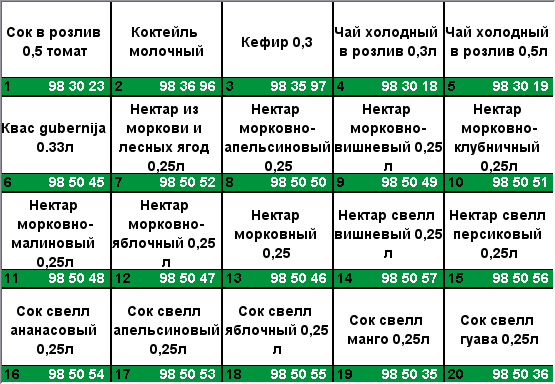 Сок в розлив
0,5 томат
1 98 30 23
Коктейль
молочный
2 98 36 96
Кефир 0,3
3 98 35 97
Чай холодный
в розлив 0,3л
4 98 30 18
Чай холодный
в розлив 0,5л
5 98 30 19
Квас gubernija
0.33л
6 98 50 45
Нектар из
моркови и
лесных ягод
0,25л
7 98 50 52
Нектар
морковно-
апельсиновый
0,25
8 98 50 50
Нектар
морковно-
вишневый 0,25
л
9 98 50 49
Нектар
морковно-
клубничный
0,25л
10 98 50 51
Нектар
морковно-
малиновый
0,25л
11 98 50 48
Нектар
морковно-
яблочный 0,25
л
12 98 50 47
Нектар
морковный
0,25
13 98 50 46
Нектар свелл
вишневый 0,25
л
14 98 50 57
Нектар свелл
персиковый
0,25л
15 98 50 56
Сок свелл
ананасовый
0,25л
16 98 50 54
Сок свелл
апельсиновый
0,25л
17 98 50 53
Сок свелл
яблочный 0,25
л
18 98 50 55
Сок свелл
манго 0,25л
19 98 50 35
Сок свелл
гуава 0,25л
20 98 50 36